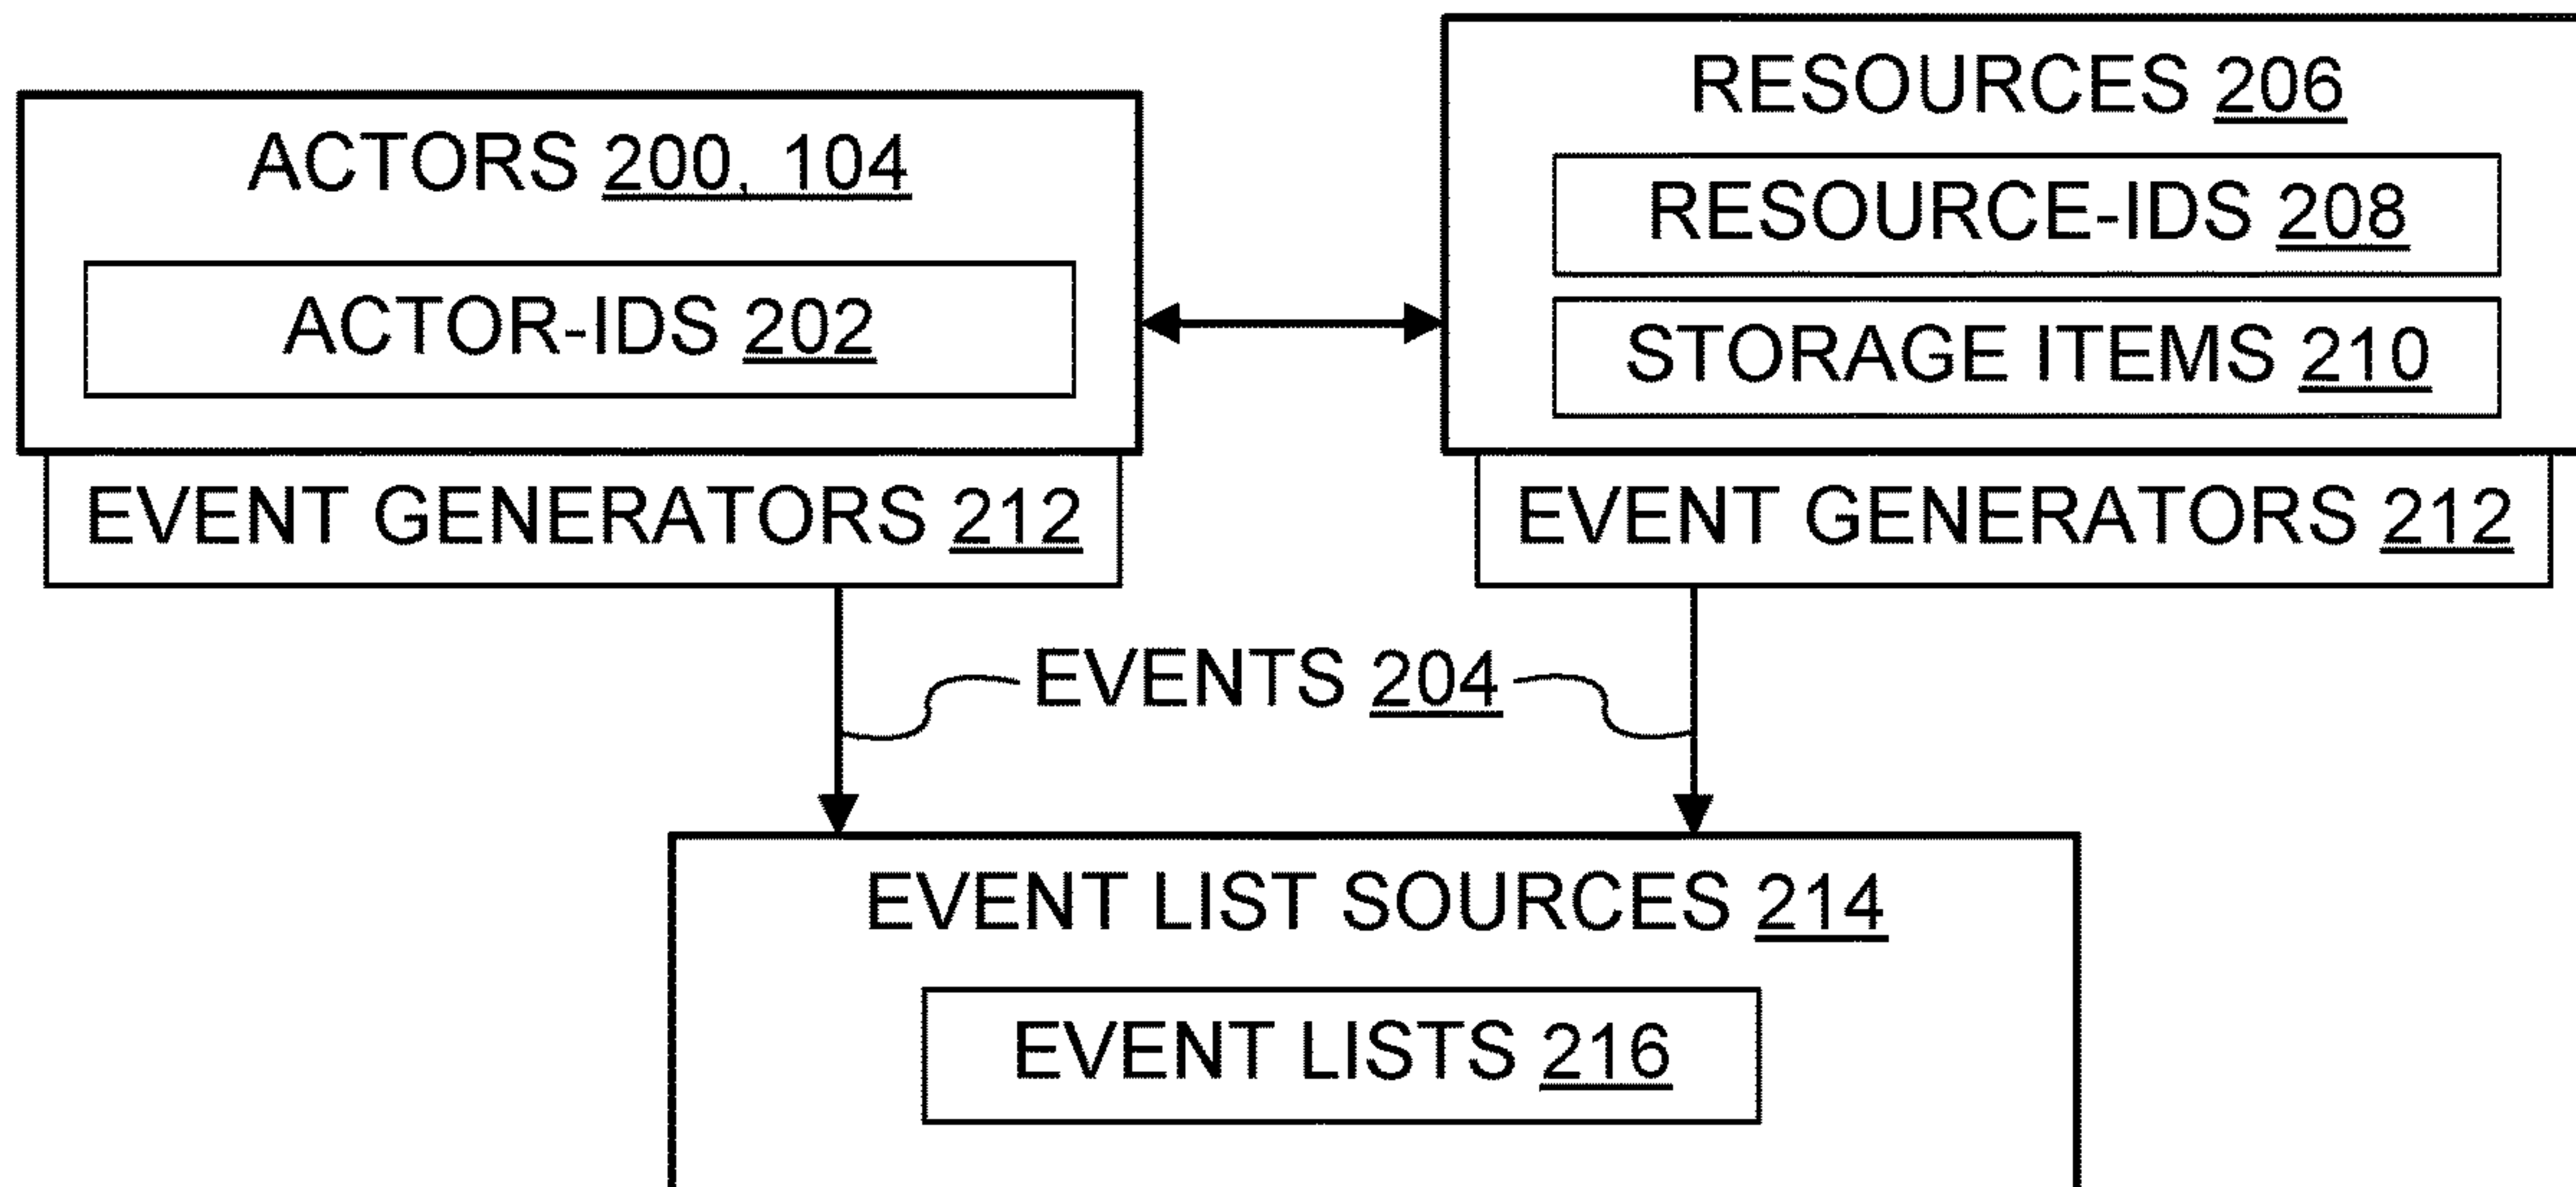 ACTORS 200, 104
ACTOR-IDS 202
EVENT GENERATORS 212
RESOURCES 206
RESOURCE-IDS 208
STORAGE ITEMS 210
EVENT GENERATORS 212
EVENTS 204
EVENT LIST SOURCES 214
EVENT LISTS 216